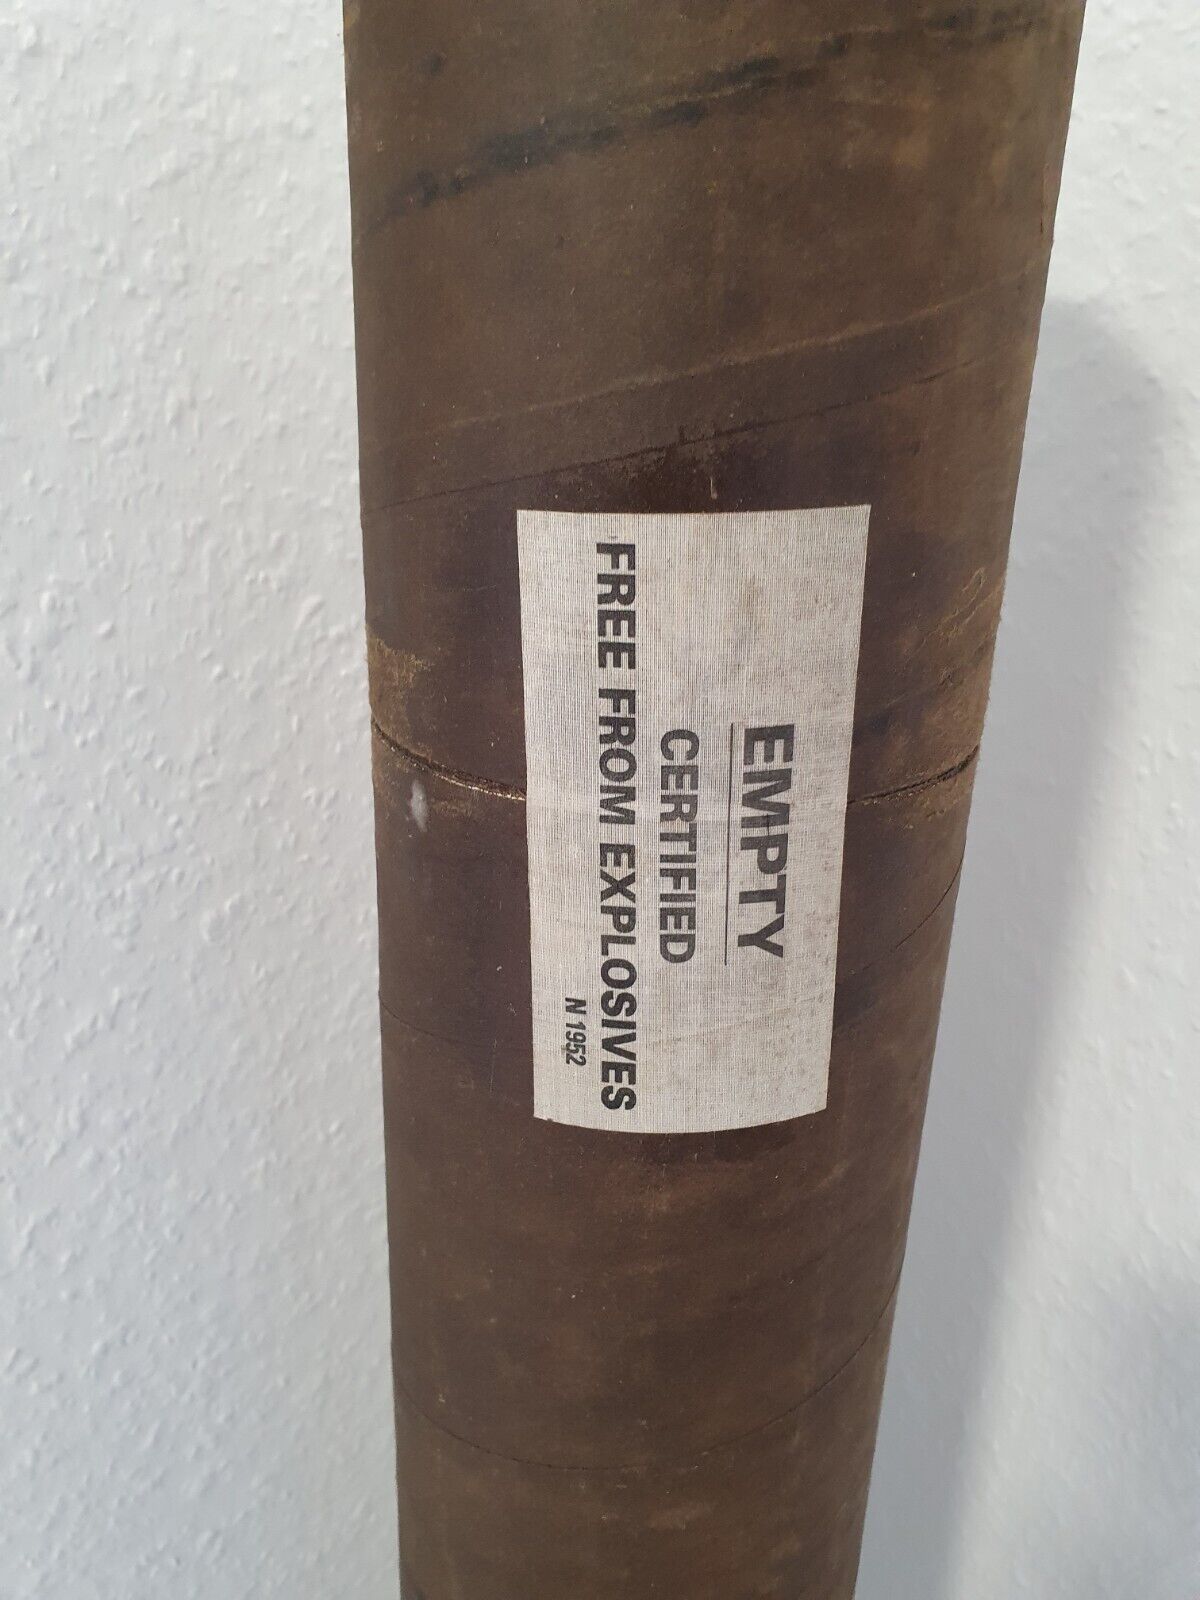 EMPTY
CERTIFIED
FREE FROM EXPLOSIVES
N 1952